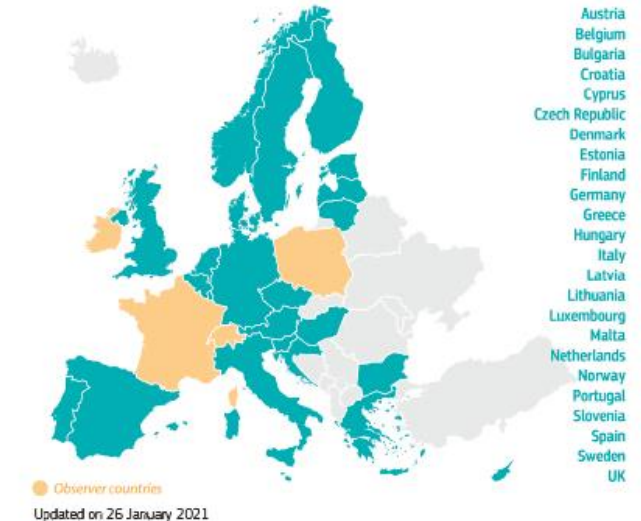 Austria
Belgium
Bulgaria
Croatia
Cyprus
Czech Republic
Denmark
Estonia
Finland
Germany
Greece
Hungary
Italy
Latvia
Lithuania
Luxembourg
Malta
Netherlands
Norway
Portugal
Slovenia
Spain
Sweden
UK
Observer countries
Updated on 26 January 2021